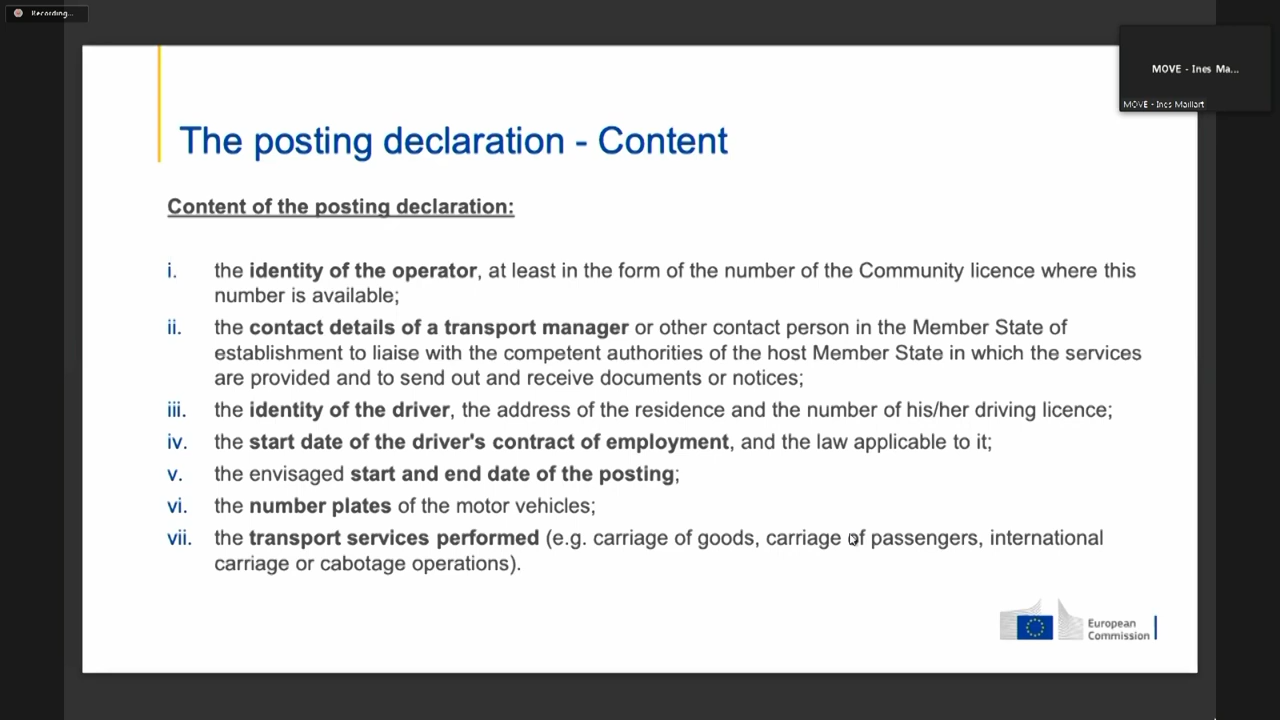 Recording...
MOVE - Ines Ma...
MOVE - Ines Maillart
The posting declaration - Content
Content of the posting declaration:
i. the identity of the operator, at least in the form of the number of the Community licence where this
number is available;
ii. the contact details of a transport manager or other contact person in the Member State of
establishment to liaise with the competent authorities of the host Member State in which the services
are provided and to send out and receive documents or notices;
iii. the identity of the driver, the address of the residence and the number of his/her driving licence;
iv. the start date of the driver's contract of employment, and the law applicable to it;
v. the envisaged start and end date of the posting;
vi. the number plates of the motor vehicles;
vii. the transport services performed (e.g. carriage of goods, carriage of passengers, international
carriage or cabotage operations).
European
Commission